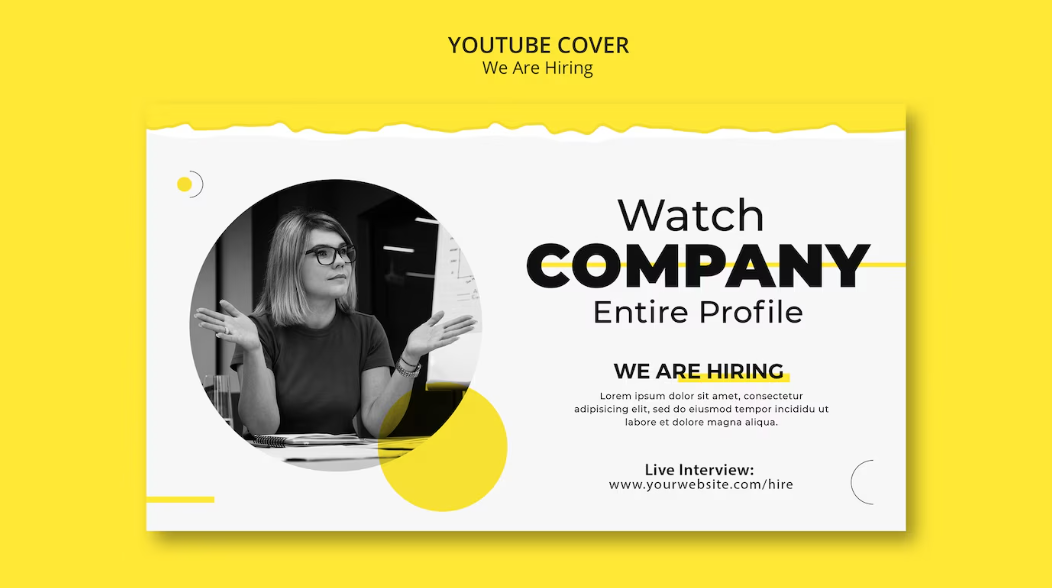 YOUTUBE COVER
We Are Hiring
Watch
COMPANY
Entire Profile
WE ARE HIRING
Lorem ipsum dolor sit amet, consectetur
adipisicing elit, sed do eiusmod tempor incididu ut
labore et dolore magna aliqua.
Live Interview:
www.yourwebsite.com/hire